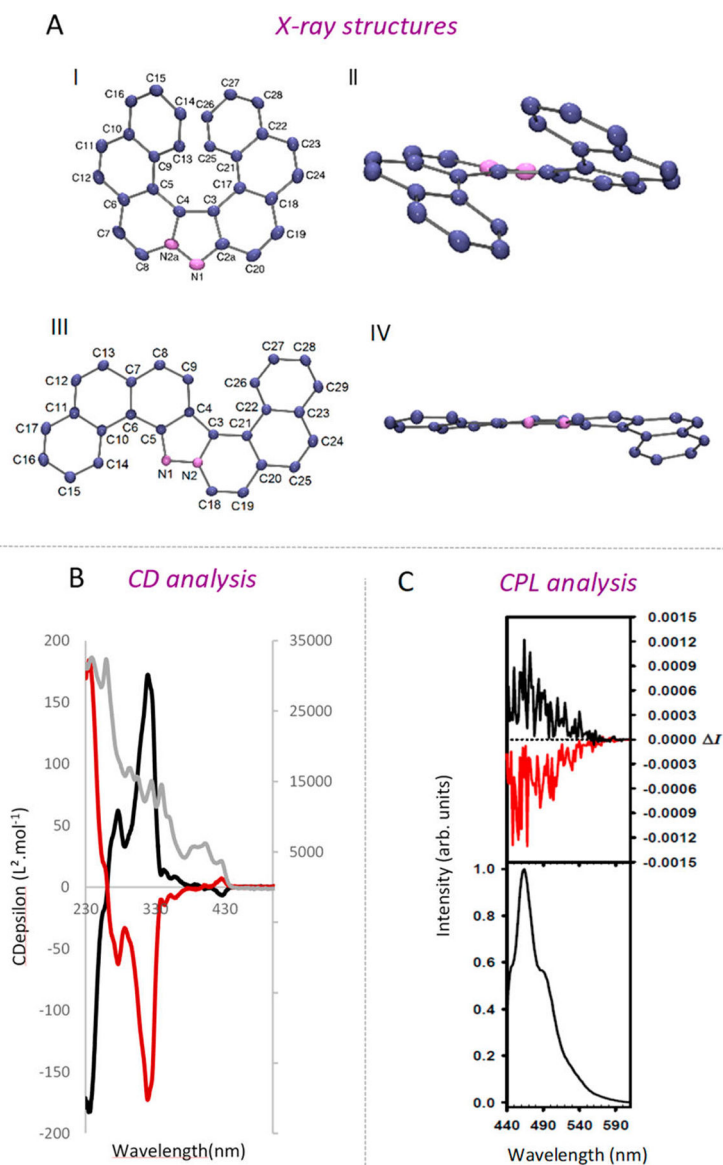 A
X-ray structures
I
II
C15
C16
C14
C10
C13
C11
C9
C12
C5
C6
C4
C7
C8
N2a
N1
C27
C26
C28
C22
C25
C23
C21
C17
C24
C18
C3
C19
C2a
C20
III
IV
C13
C8
C7
C9
C12
C11
C6
C4
C17
C10
C5
C3
C16
C14
C15
N1
N2
C18
C19
C27
C28
C26
C29
C22
C23
C21
C24
C20
C25
B
CD analysis
200
150
100
50
0
-50
-100
-150
-200
35000
25000
15000
5000
230
330
430
CDepsilon (L².mol⁻¹)
Wavelength(nm)
C
CPL analysis
0.0015
0.0012
0.0009
0.0006
0.0003
0.0000 ΔI
-0.0003
-0.0006
-0.0009
-0.0012
-0.0015
Intensity (arb. units)
1.0
0.8
0.6
0.4
0.2
0.0
440 490 540 590
Wavelength (nm)